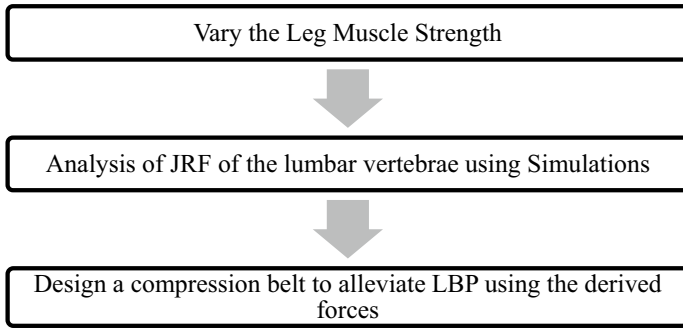 Vary the Leg Muscle Strength
Analysis of JRF of the lumbar vertebrae using Simulations
Design a compression belt to alleviate LBP using the derived
forces